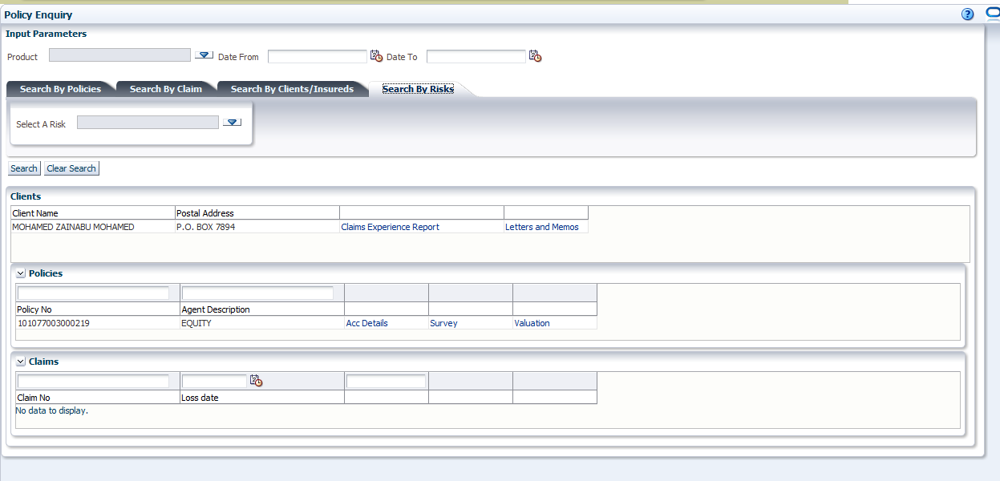 Policy Enquiry
Input Parameters
Product Date From Date To
Search By Policies Search By Claim Search By Clients/Insureds Search By Risks
Select A Risk
Search Clear Search
Clients
Client Name Postal Address
MOHAMED ZAINABU MOHAMED P.O. BOX 7894 Claims Experience Report Letters and Memos
Policies
Policy No Agent Description
101077003000219 EQUITY Acc Details Survey Valuation
Claims
Claim No Loss date
No data to display.